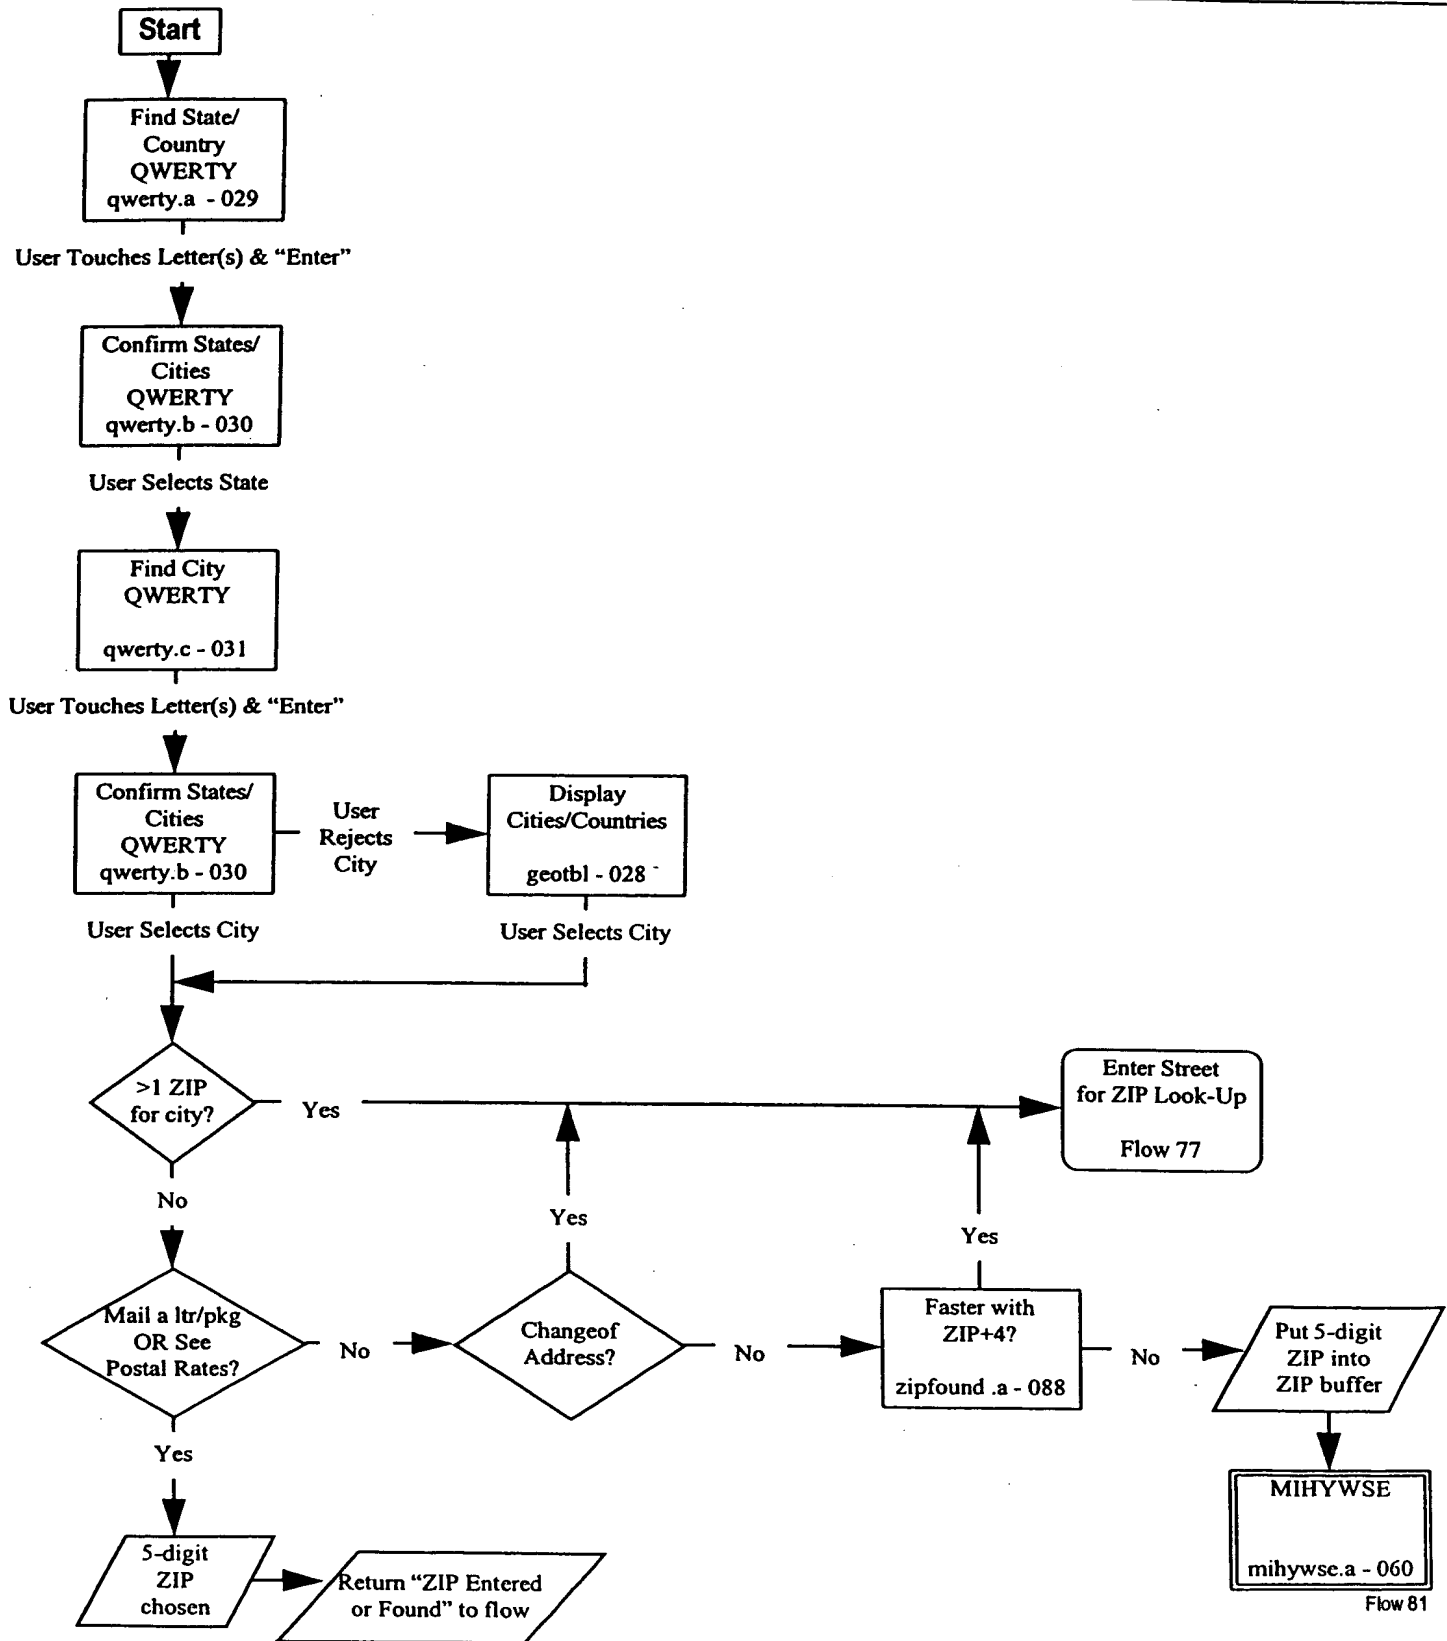 Start
Find State/
Country
QWERTY
qwerty.a - 029
User Touches Letter(s) & “Enter”
Confirm States/
Cities
QWERTY
qwerty.b - 030
User Selects State
Find City
QWERTY
qwerty.c - 031
User Touches Letter(s) & “Enter”
Confirm States/
Cities
QWERTY
qwerty.b - 030
User
Rejects
City
Display
Cities/Countries
geotbl - 028
User Selects City
User Selects City
>1 ZIP
for city?
Yes
Enter Street
for ZIP Look-Up
Flow 77
No
Yes
Yes
Mail a ltr/pkg
OR See
Postal Rates?
No
Changeof
Address?
No
Faster with
ZIP+4?
zipfound .a - 088
No
Put 5-digit
ZIP into
ZIP buffer
Yes
MIHYWSE
mihywse.a - 060
5-digit
ZIP
chosen
Return “ZIP Entered
or Found” to flow
Flow 81